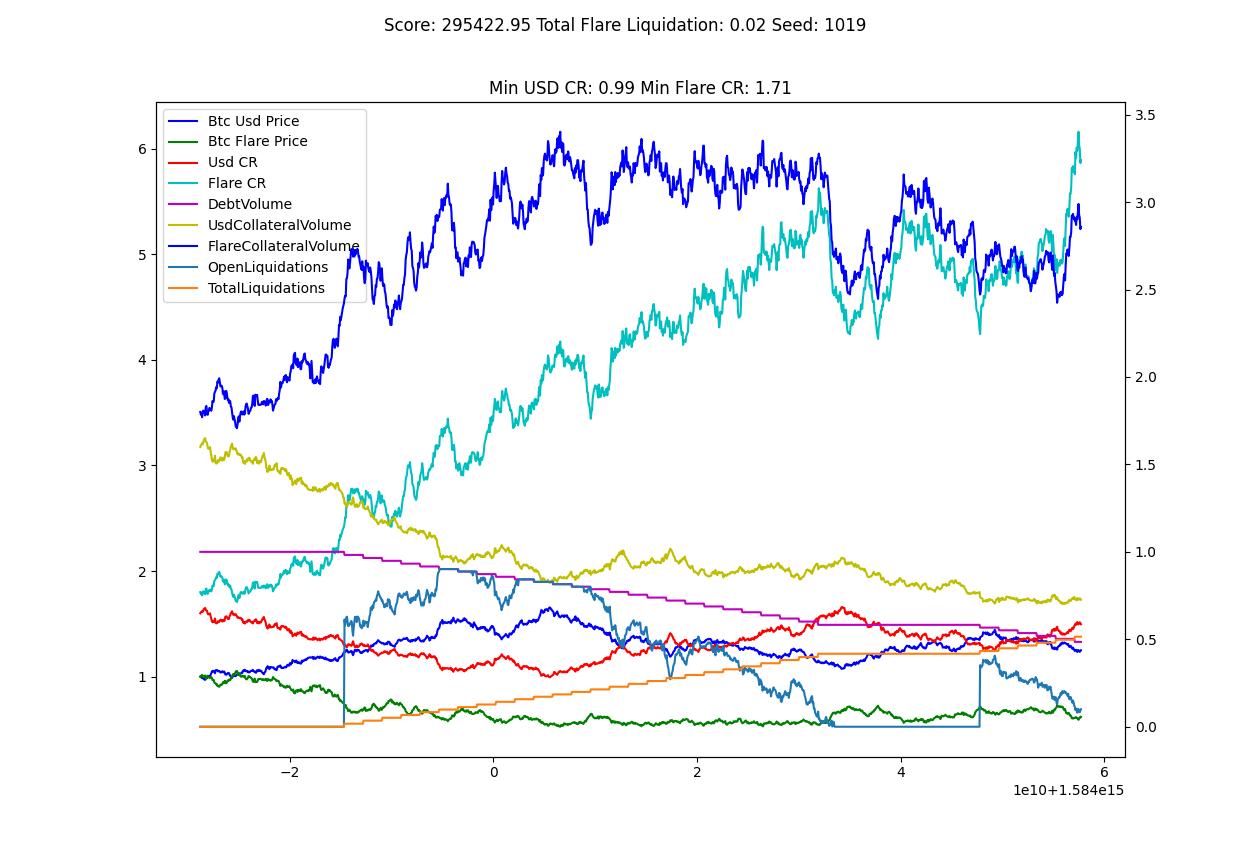 Score: 295422.95 Total Flare Liquidation: 0.02 Seed: 1019
Min USD CR: 0.99 Min Flare CR: 1.71
Btc Usd Price
Btc Flare Price
Usd CR
Flare CR
DebtVolume
UsdCollateralVolume
FlareCollateralVolume
OpenLiquidations
TotalLiquidations
6
5
4
3
2
1
3.5
3.0
2.5
2.0
1.5
1.0
0.5
0.0
−2 0 2 4 6
1e10+1.584e15